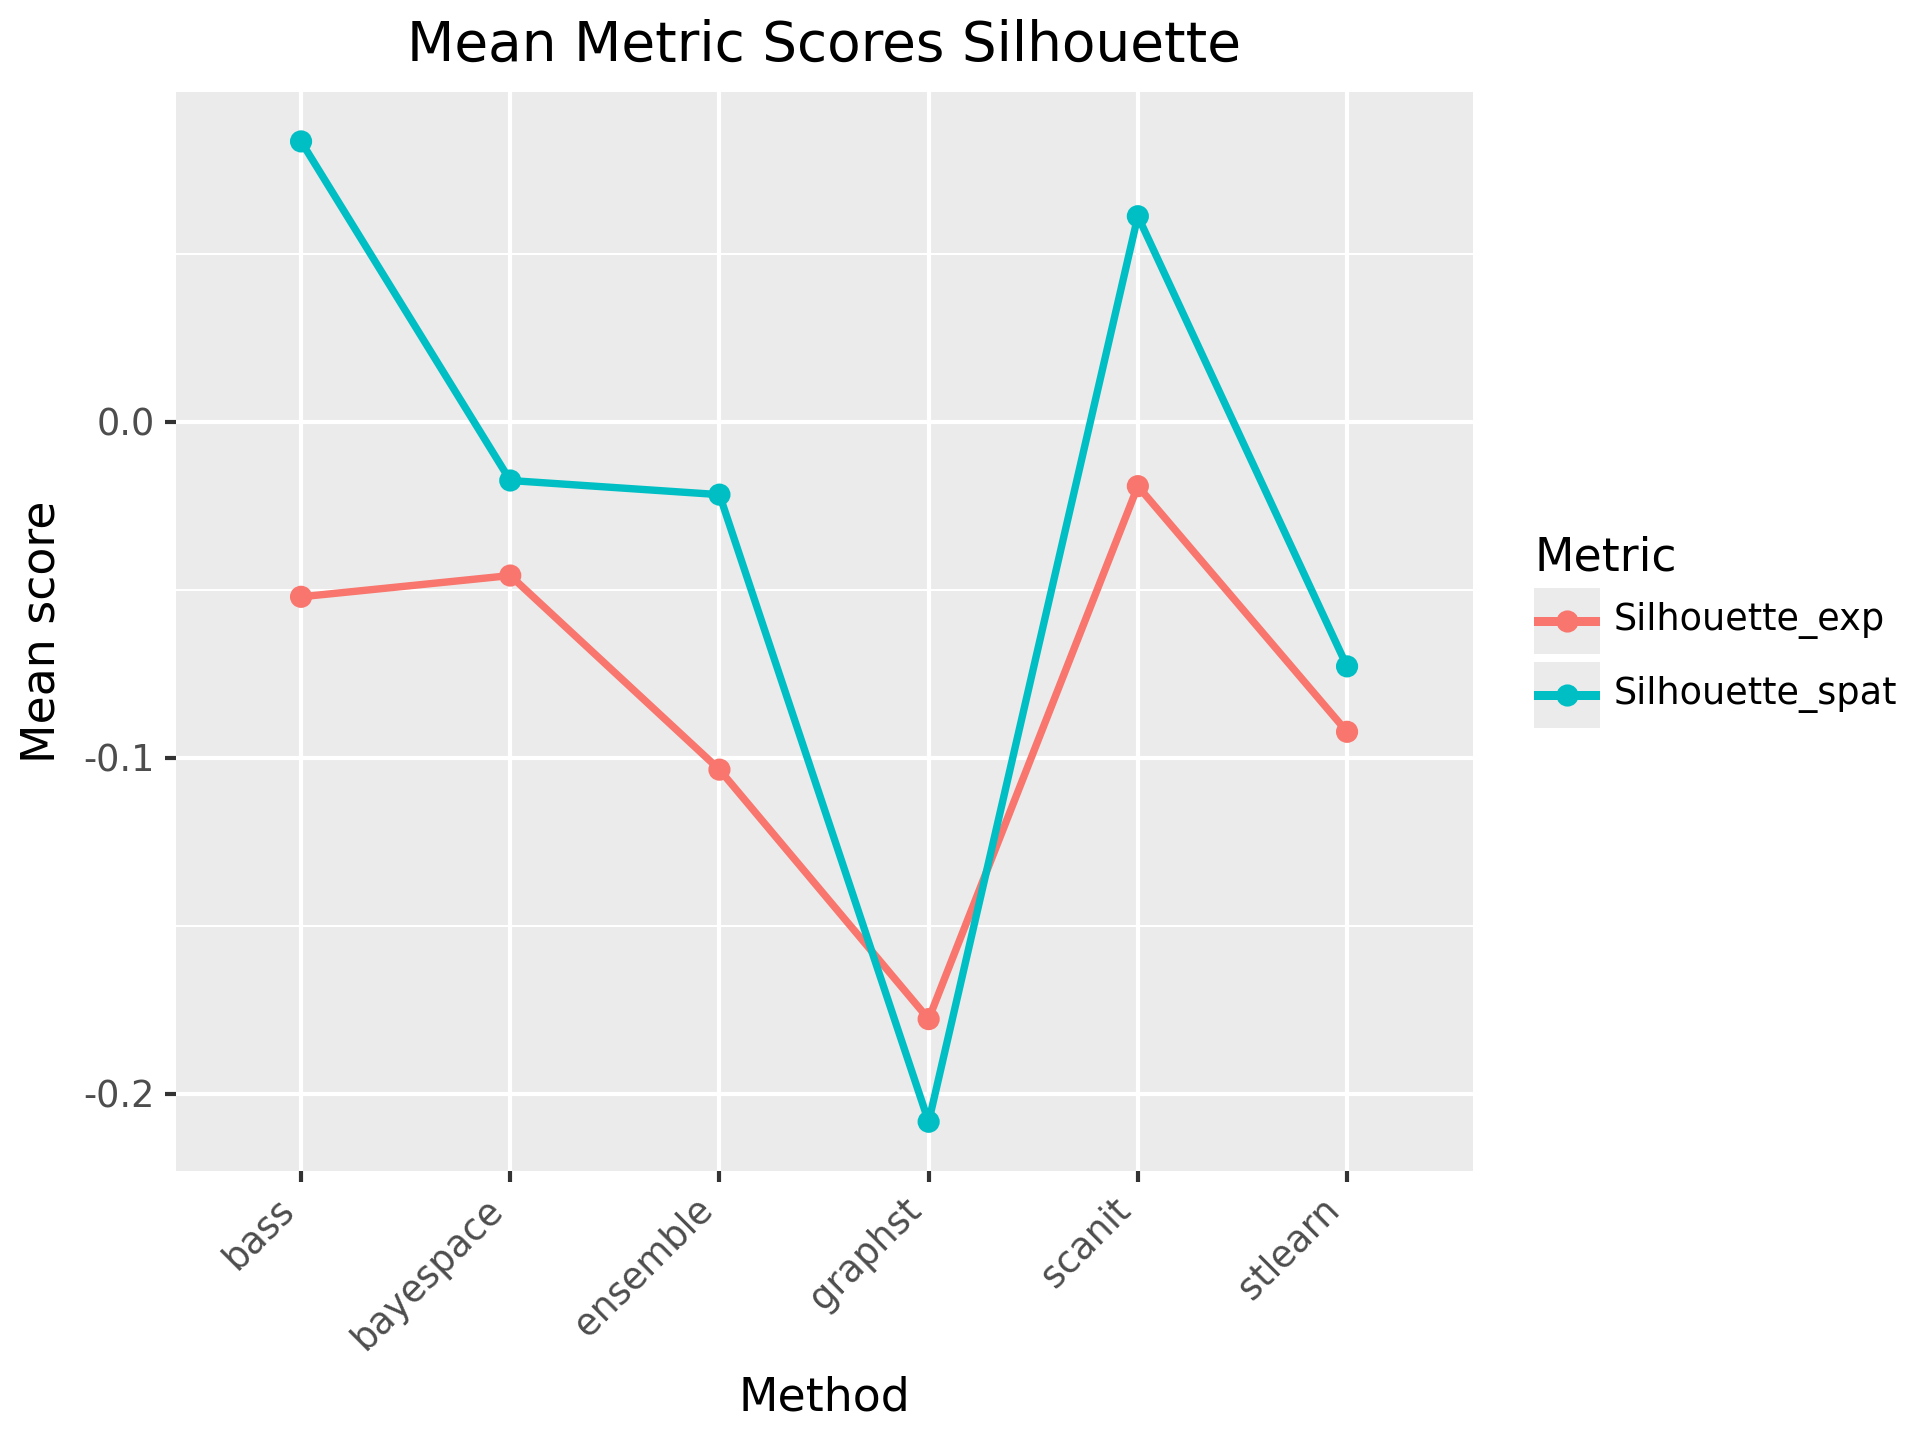 Mean Metric Scores Silhouette
Mean score
0.0
-0.1
-0.2
bass
bayespace
ensemble
graphst
scanit
stlearn
Method
Metric
Silhouette_exp
Silhouette_spat